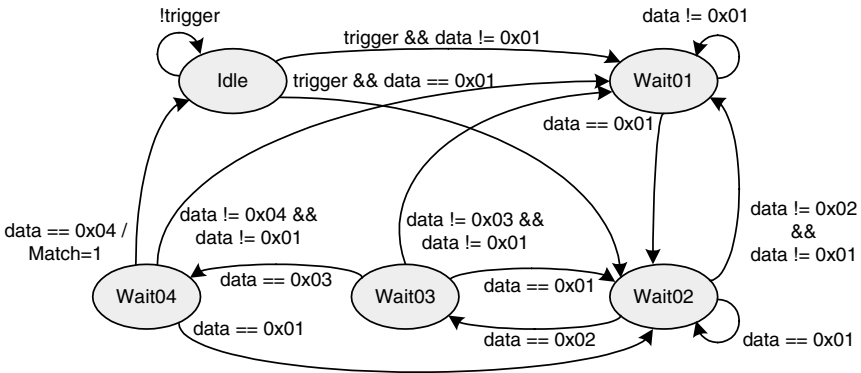 !trigger
data != 0x01
trigger && data != 0x01
Idle
trigger && data == 0x01
Wait01
data == 0x01
data != 0x04 &&
data != 0x01
data != 0x03 &&
data != 0x01
data != 0x02
&&
data != 0x01
data == 0x04 /
Match=1
data == 0x03
data == 0x01
Wait04
Wait03
Wait02
data == 0x01
data == 0x02
data == 0x01